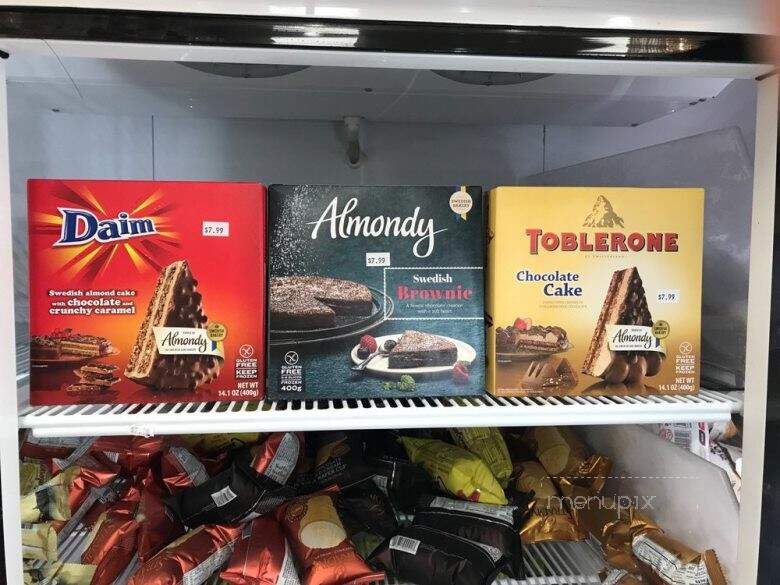 Daim
$7.99
Swedish almond cake
with chocolate and
crunchy caramel
Almondy
GLUTEN
FREE
KEEP
FROZEN
NET WT
14.1 OZ (400g)
SWEDISH
BAKERY
Almondy
$7.99
Swedish
Brownie
GLUTEN
FREE
FROZEN
400g
TOBLERONE
Chocolate
Cake
$7.99
Almondy
GLUTEN
FREE
KEEP
FROZEN
NET WT
14.1 OZ (400g)
menupix